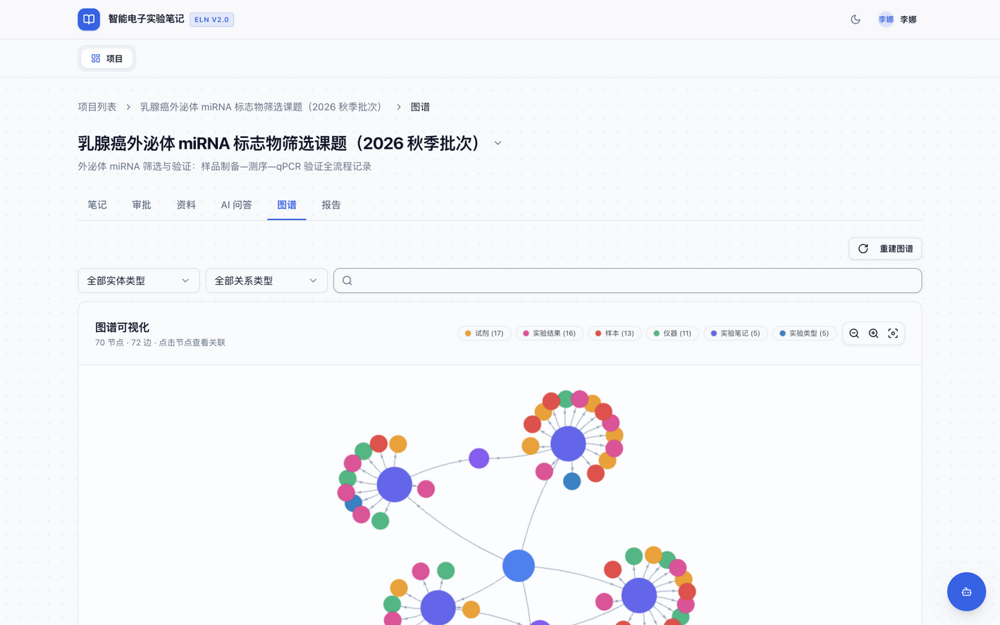 智能电子实验笔记 ELN V2.0
李娜 李娜
项目
项目列表 > 乳腺癌外泌体 miRNA 标志物筛选课题（2026 秋季批次） > 图谱
乳腺癌外泌体 miRNA 标志物筛选课题（2026 秋季批次）
外泌体 miRNA 筛选与验证：样品制备—测序—qPCR 验证全流程记录
笔记 审批 资料 AI 问答 图谱 报告
重建图谱
全部实体类型 全部关系类型
图谱可视化
70 节点 · 72 边 · 点击节点查看关联
试剂 (17) 实验结果 (16) 样本 (13) 仪器 (11) 实验笔记 (5) 实验类型 (5)